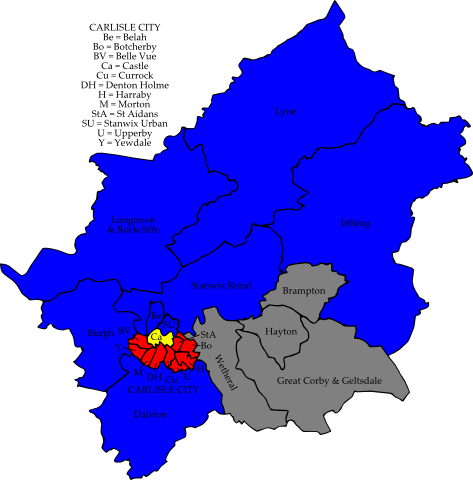 CARLISLE CITY
Be = Belah
Bo = Botcherby
BV = Belle Vue
Ca = Castle
Cu = Currock
DH = Denton Holme
H = Harraby
M = Morton
StA = St Aidans
SU = Stanwix Urban
U = Upperby
Y = Yewdale
Lyne
Longtown
& Rockcliffe
Irthing
Stanwix Rural
Brampton
Be
Burgh
BV
Ca
StA
Hayton
Y
Bo
Wetheral
H
Great Corby & Geltsdale
M
DH
Cu
U
CARLISLE CITY
Dalston